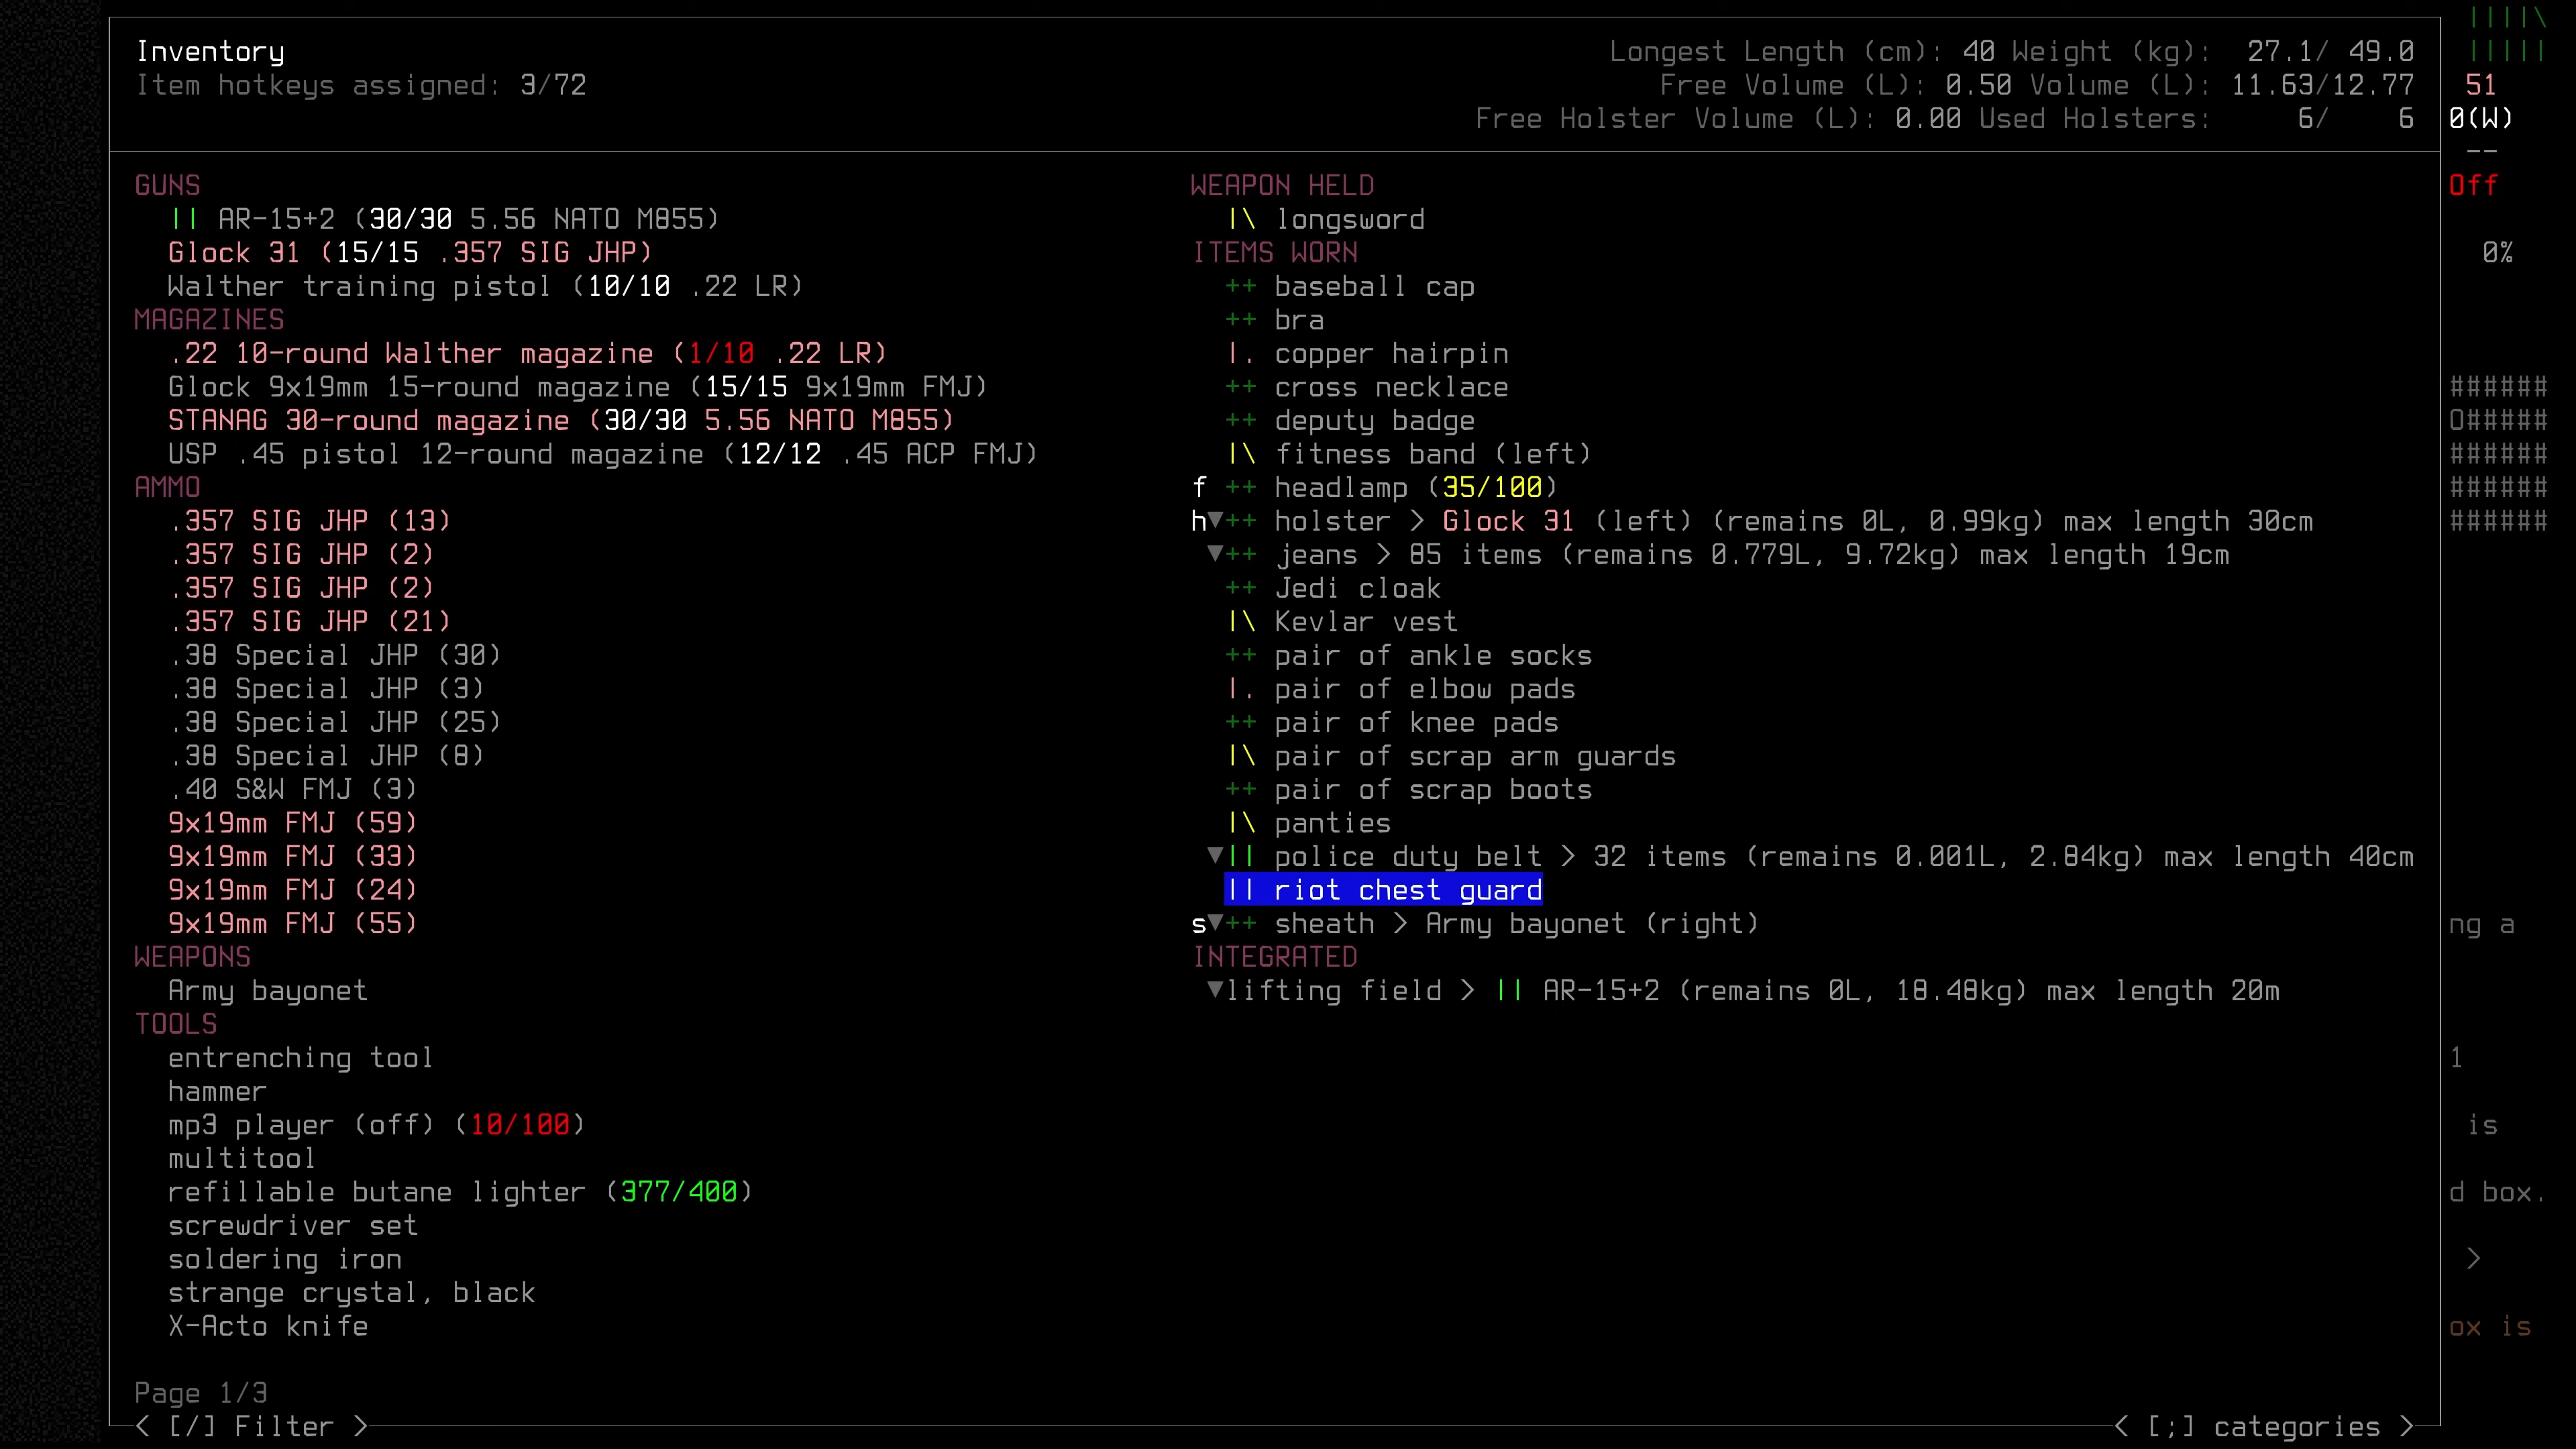 Inventory
Item hotkeys assigned: 3/72
Longest Length (cm): 40 Weight (kg): 27.1/ 49.0
Free Volume (L): 0.50 Volume (L): 11.63/12.77
Free Holster Volume (L): 0.00 Used Holsters: 6/ 6
GUNS
|| AR-15+2 (30/30 5.56 NATO M855)
Glock 31 (15/15 .357 SIG JHP)
Walther training pistol (10/10 .22 LR)
MAGAZINES
.22 10-round Walther magazine (1/10 .22 LR)
Glock 9x19mm 15-round magazine (15/15 9x19mm FMJ)
STANAG 30-round magazine (30/30 5.56 NATO M855)
USP .45 pistol 12-round magazine (12/12 .45 ACP FMJ)
AMMO
.357 SIG JHP (13)
.357 SIG JHP (2)
.357 SIG JHP (2)
.357 SIG JHP (21)
.38 Special JHP (30)
.38 Special JHP (3)
.38 Special JHP (25)
.38 Special JHP (8)
.40 S&W FMJ (3)
9x19mm FMJ (59)
9x19mm FMJ (33)
9x19mm FMJ (24)
9x19mm FMJ (55)
WEAPONS
Army bayonet
TOOLS
entrenching tool
hammer
mp3 player (off) (10/100)
multitool
refillable butane lighter (377/400)
screwdriver set
soldering iron
strange crystal, black
X-Acto knife
Page 1/3
< [/] Filter >
WEAPON HELD
|\ longsword
ITEMS WORN
++ baseball cap
++ bra
|. copper hairpin
++ cross necklace
++ deputy badge
|\ fitness band (left)
f ++ headlamp (35/100)
h▼++ holster > Glock 31 (left) (remains 0L, 0.99kg) max length 30cm
▼++ jeans > 85 items (remains 0.779L, 9.72kg) max length 19cm
++ Jedi cloak
|\ Kevlar vest
++ pair of ankle socks
|. pair of elbow pads
++ pair of knee pads
|\ pair of scrap arm guards
++ pair of scrap boots
|\ panties
▼|| police duty belt > 32 items (remains 0.001L, 2.84kg) max length 40cm
|| riot chest guard
s▼++ sheath > Army bayonet (right)
INTEGRATED
▼lifting field > || AR-15+2 (remains 0L, 18.48kg) max length 20m
< [;] categories >
||||\
|||||
51
0(W)
--
Off
0%
######
O#####
######
######
######
ng a
1
is
d box.
>
ox is